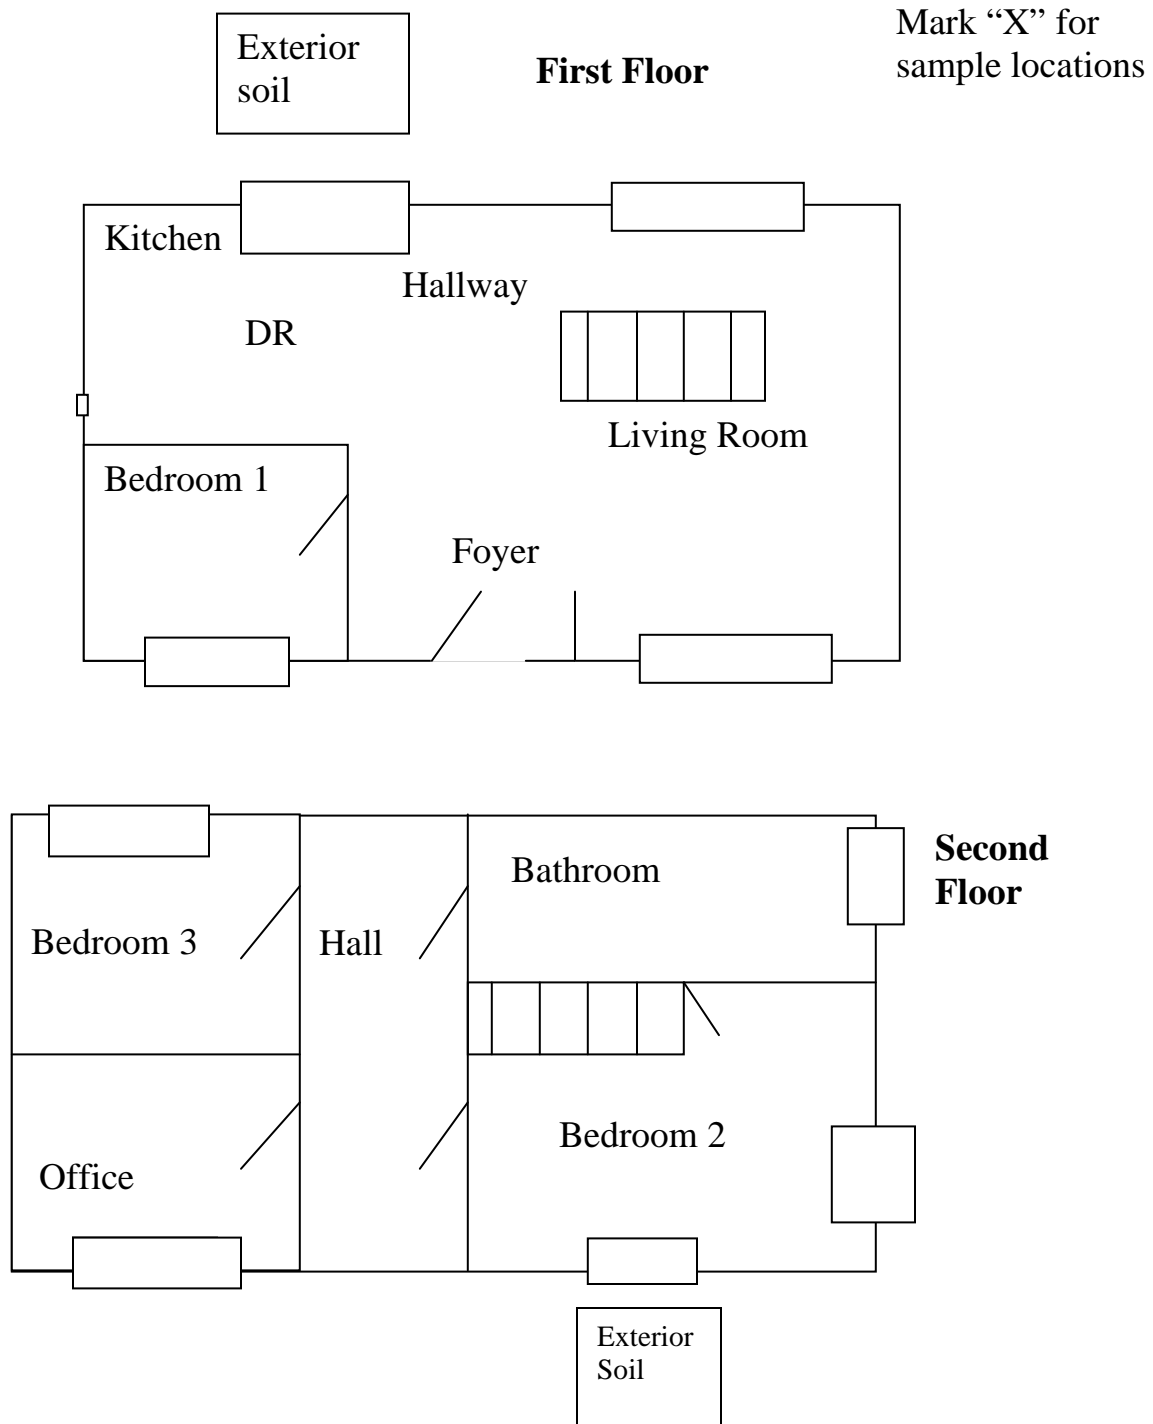 Exterior
soil
First Floor
Mark “X” for
sample locations
Kitchen
Hallway
DR
Living Room
Bedroom 1
Foyer
Second
Floor
Bathroom
Bedroom 3
Hall
Bedroom 2
Office
Exterior
Soil